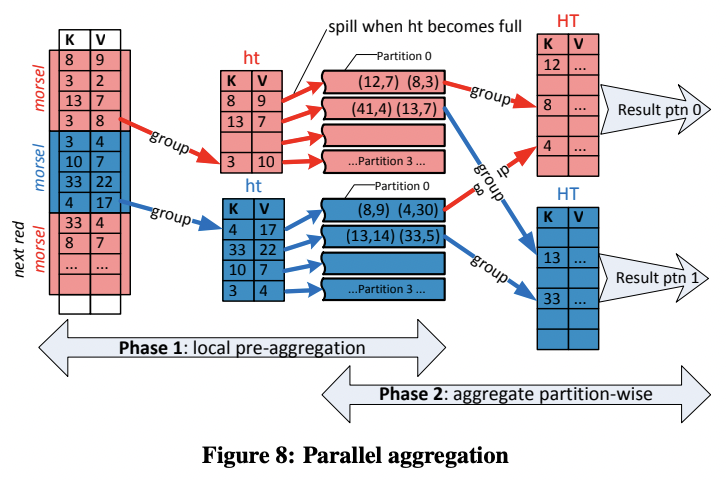 spill when ht becomes full
HT
K V
ht
Partition 0
K V
8 9
3 2
13 7
3 8
morsel
K V
8 9
13 7
3 10
(12,7) (8,3)
(41,4) (13,7)
...Partition 3 ...
group
12 ...
8 ...
4 ...
Result ptn 0
group
3 4
10 7
33 22
4 17
morsel
group
ht
Partition 0
K V
4 17
33 22
10 7
3 4
(8,9) (4,30)
(13,14) (33,5)
...Partition 3 ...
group
group
group
HT
K V
13 ...
33 ...
Result ptn 1
next red
morsel
33 4
8 7
... ...
Phase 1: local pre-aggregation
Phase 2: aggregate partition-wise
Figure 8: Parallel aggregation